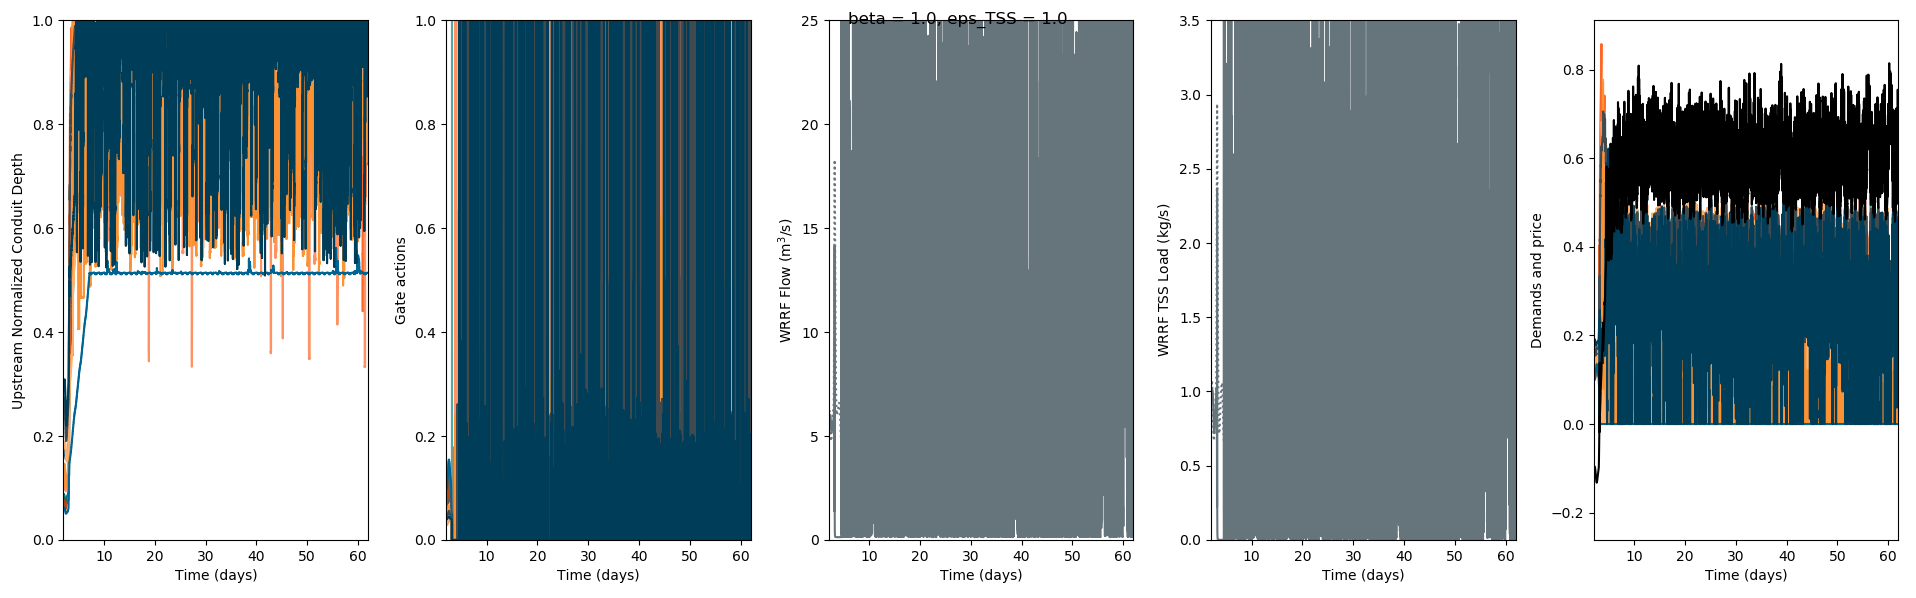 beta = 1.0, eps_TSS = 1.0
Upstream Normalized Conduit Depth
1.0
0.8
0.6
0.4
0.2
0.0
10 20 30 40 50 60
Time (days)
Gate actions
1.0
0.8
0.6
0.4
0.2
0.0
10 20 30 40 50 60
Time (days)
WRRF Flow (m³/s)
25
20
15
10
5
0
10 20 30 40 50 60
Time (days)
WRRF TSS Load (kg/s)
3.5
3.0
2.5
2.0
1.5
1.0
0.5
0.0
10 20 30 40 50 60
Time (days)
Demands and price
0.8
0.6
0.4
0.2
0.0
−0.2
10 20 30 40 50 60
Time (days)